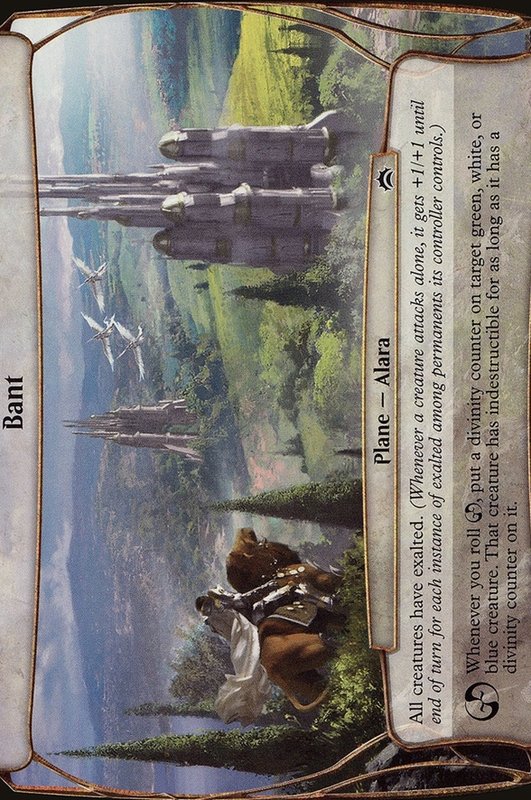 Bant
Plane — Alara
All creatures have exalted. (Whenever a creature attacks alone, it gets +1/+1 until
end of turn for each instance of exalted among permanents its controller controls.)
Whenever you roll , put a divinity counter on target green, white, or
blue creature. That creature has indestructible for as long as it has a
divinity counter on it.